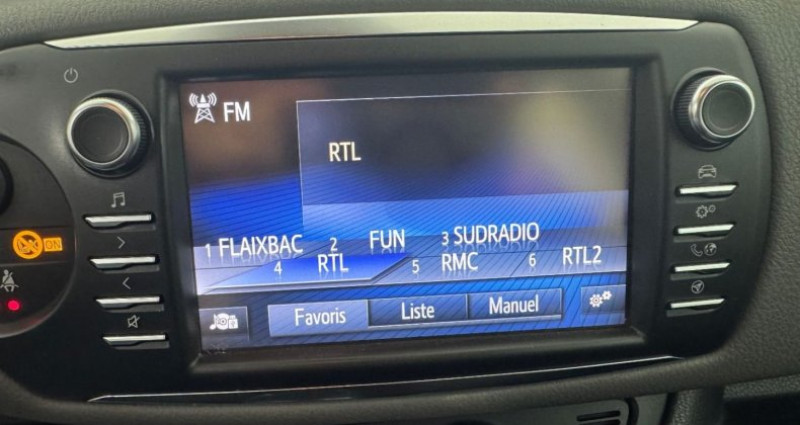 FM
RTL
1 FLAIXBAC 2 FUN 3 SUDRADIO
4 RTL 5 RMC 6 RTL2
Favoris Liste Manuel
ON